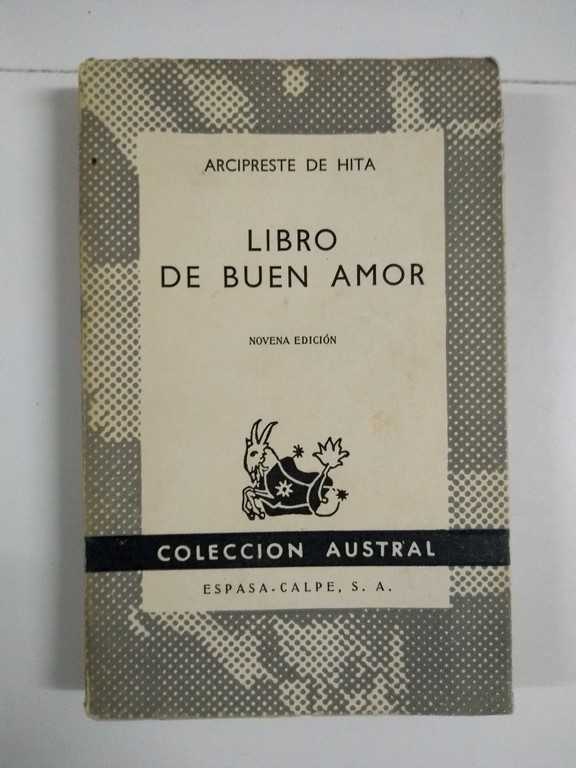 ARCIPRESTE DE HITA
LIBRO
DE BUEN AMOR
NOVENA EDICIÓN
COLECCION AUSTRAL
ESPASA-CALPE, S. A.